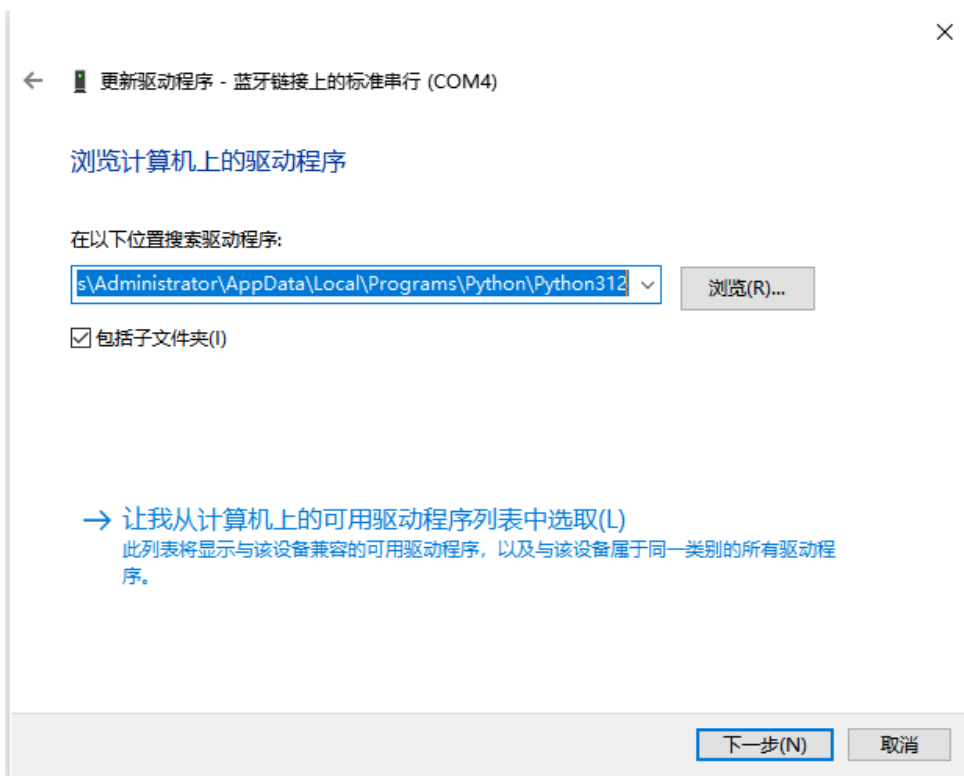 更新驱动程序 - 蓝牙链接上的标准串行 (COM4)
浏览计算机上的驱动程序
在以下位置搜索驱动程序:
s\Administrator\AppData\Local\Programs\Python\Python312
浏览(R)...
包括子文件夹(I)
让我从计算机上的可用驱动程序列表中选取(L)
此列表将显示与该设备兼容的可用驱动程序，以及与该设备属于同一类别的所有驱动程
序。
下一步(N)
取消